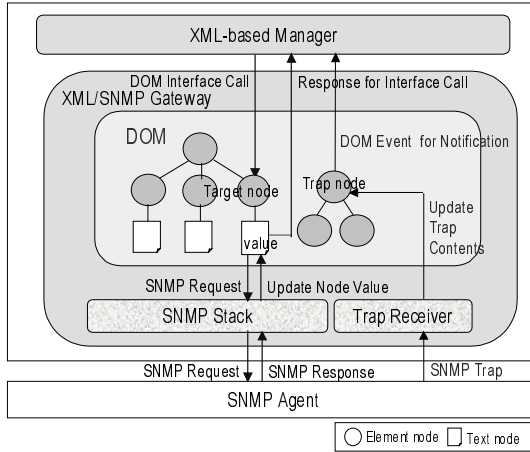 XML-based Manager
DOM Interface Call
Response for Interface Call
XML/SNMP Gateway
DOM
DOM Event for Notification
Target node
Trap node
value
Update
Trap
Contents
SNMP Request
Update Node Value
SNMP Stack
Trap Receiver
SNMP Request
SNMP Response
SNMP Trap
SNMP Agent
Element node
Text node